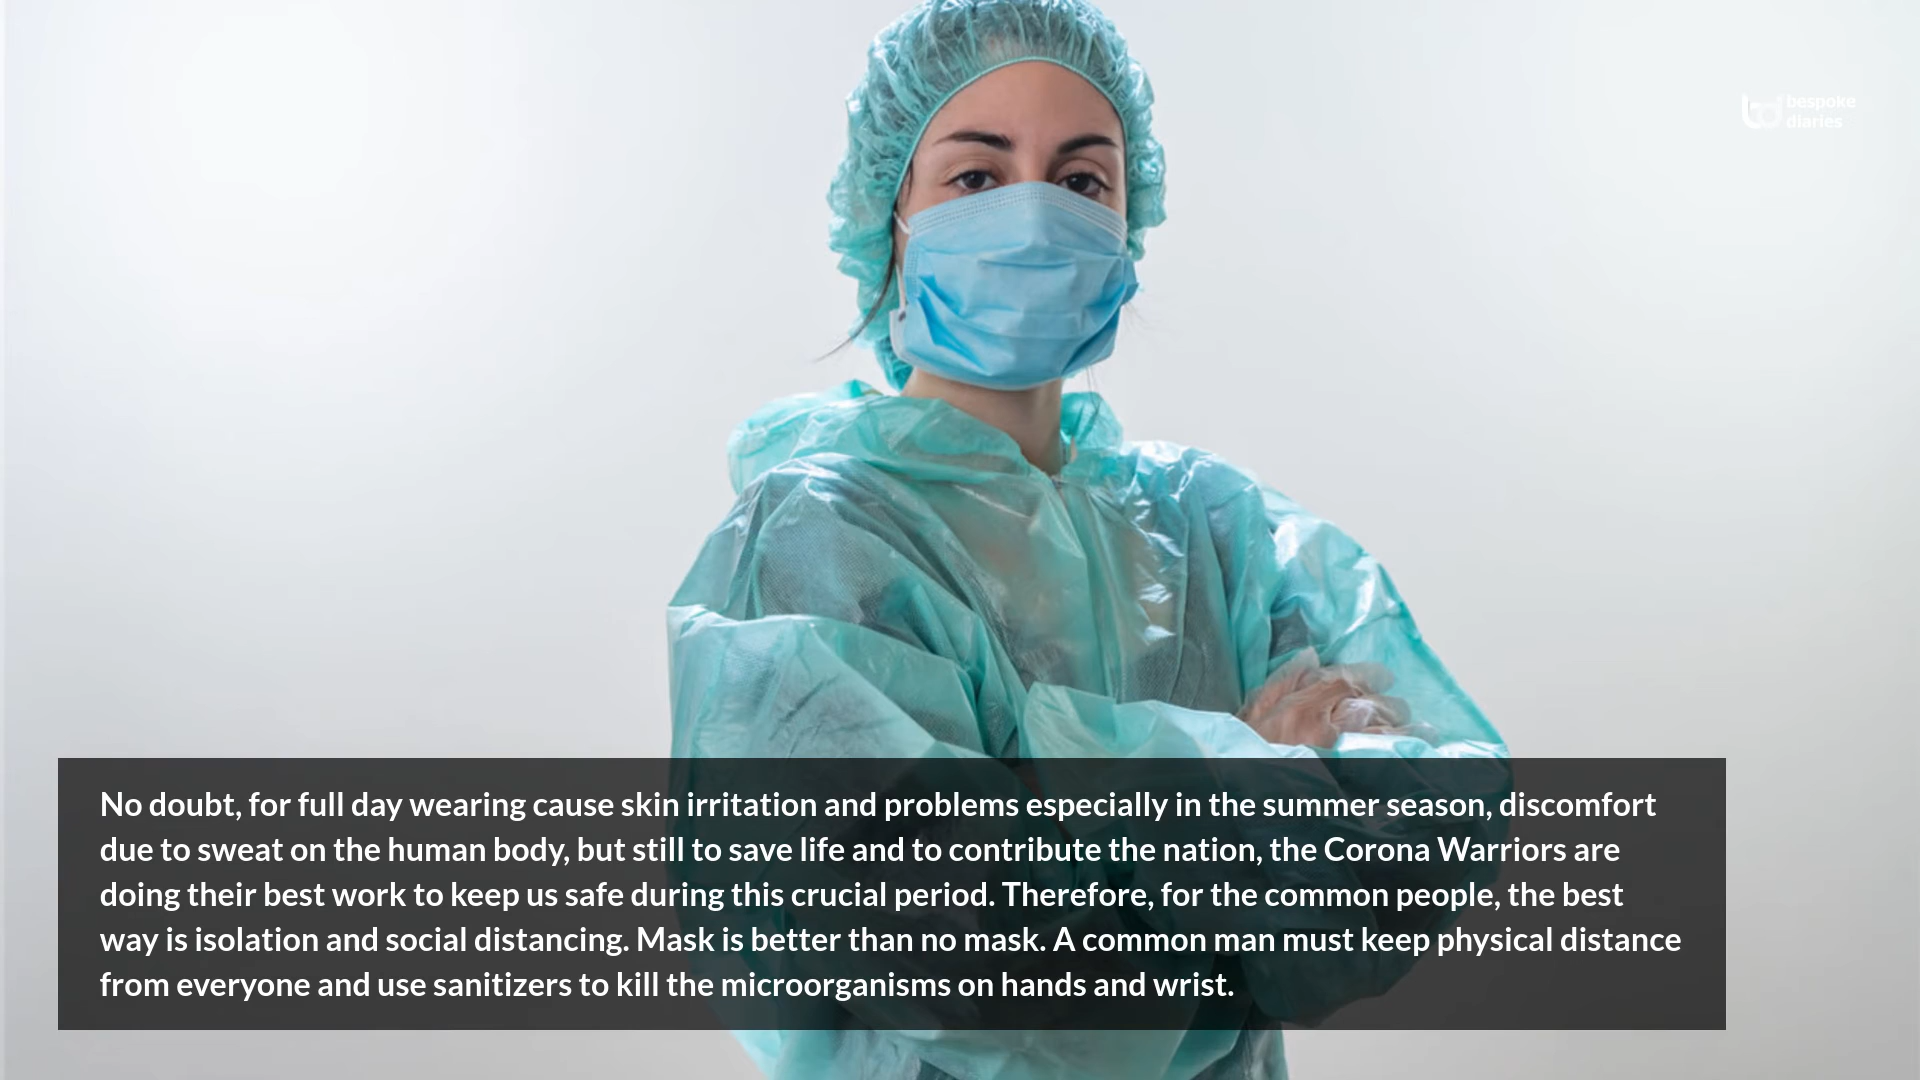 bespoke
diaries
No doubt, for full day wearing cause skin irritation and problems especially in the summer season, discomfort
due to sweat on the human body, but still to save life and to contribute the nation, the Corona Warriors are
doing their best work to keep us safe during this crucial period. Therefore, for the common people, the best
way is isolation and social distancing. Mask is better than no mask. A common man must keep physical distance
from everyone and use sanitizers to kill the microorganisms on hands and wrist.